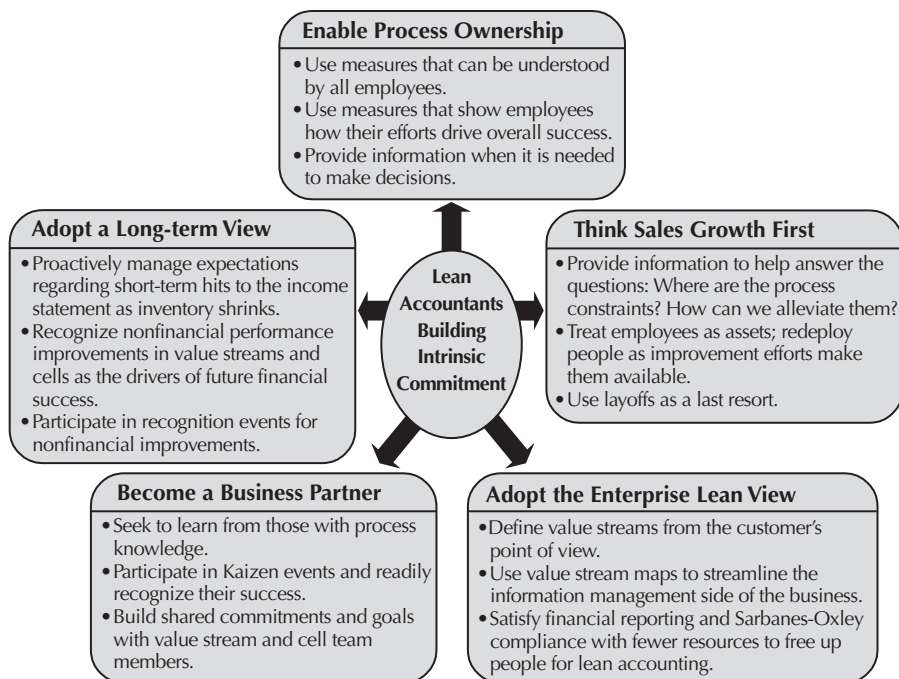 Enable Process Ownership
•Use measures that can be understood
by all employees.
•Use measures that show employees
how their efforts drive overall success.
•Provide information when it is needed
to make decisions.
Adopt a Long-term View
•Proactively manage expectations
regarding short-term hits to the income
statement as inventory shrinks.
•Recognize nonfinancial performance
improvements in value streams and
cells as the drivers of future financial
success.
•Participate in recognition events for
nonfinancial improvements.
Lean
Accountants
Building
Intrinsic
Commitment
Think Sales Growth First
•Provide information to help answer the
questions: Where are the process
constraints? How can we alleviate them?
•Treat employees as assets; redeploy
people as improvement efforts make
them available.
•Use layoffs as a last resort.
Become a Business Partner
•Seek to learn from those with process
knowledge.
•Participate in Kaizen events and readily
recognize their success.
•Build shared commitments and goals
with value stream and cell team
members.
Adopt the Enterprise Lean View
•Define value streams from the customer's
point of view.
•Use value stream maps to streamline the
information management side of the business.
•Satisfy financial reporting and Sarbanes-Oxley
compliance with fewer resources to free up
people for lean accounting.